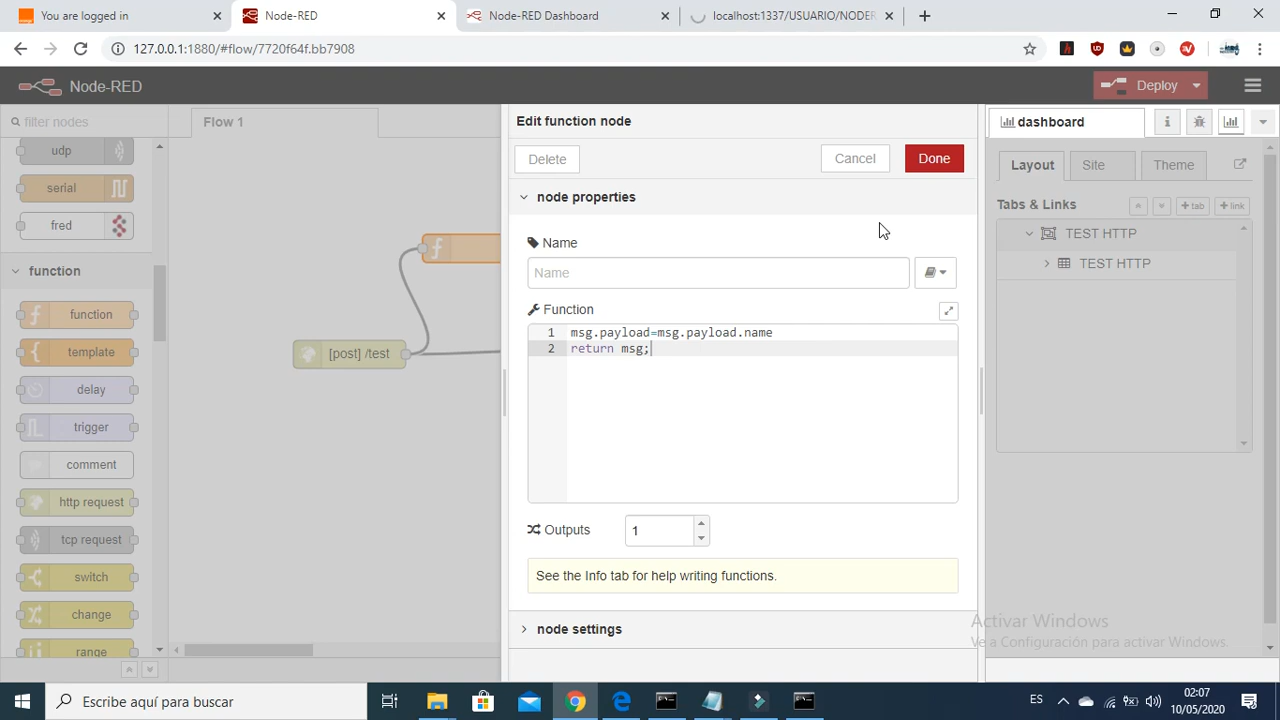 You are logged in
Node-RED
Node-RED Dashboard
localhost:1337/USUARIO/NODER
127.0.0.1:1880/#flow/7720f64f.bb7908
Node-RED
Deploy
filter nodes
Flow 1
Edit function node
dashboard
udp
Delete
Cancel
Done
Layout
Site
Theme
serial
node properties
Tabs & Links
tab
link
fred
TEST HTTP
Name
function
TEST HTTP
Name
Function
function
1 msg.payload=msg.payload.name
2 return msg;
template
[post] /test
delay
trigger
comment
http request
Outputs
1
tcp request
switch
See the Info tab for help writing functions.
change
node settings
range
Activar Windows
Ve a Configuración para activar Windows.
Escribe aquí para buscar
ES
02:07
10/05/2020